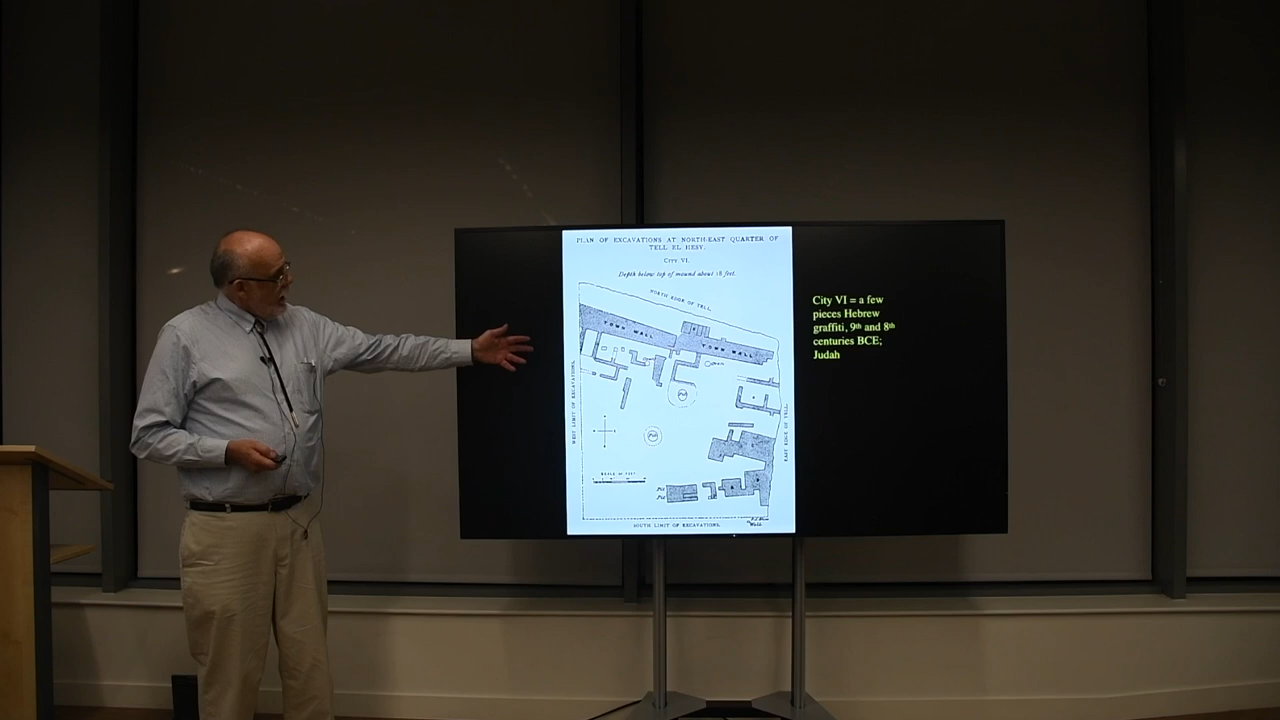 PLAN OF EXCAVATIONS AT NORTH-EAST QUARTER OF
TELL EL HESY.
CITY VI.
Depth below top of mound about 18 feet.
NORTH EDGE OF TELL.
TOWN WALL
TOWN WALL
WEST LIMIT OF EXCAVATIONS.
EAST EDGE OF TELL
Pit
Pit
SCALE OF FEET
SOUTH LIMIT OF EXCAVATIONS.
City VI = a few
pieces Hebrew
graffiti, 9th and 8th
centuries BCE;
Judah